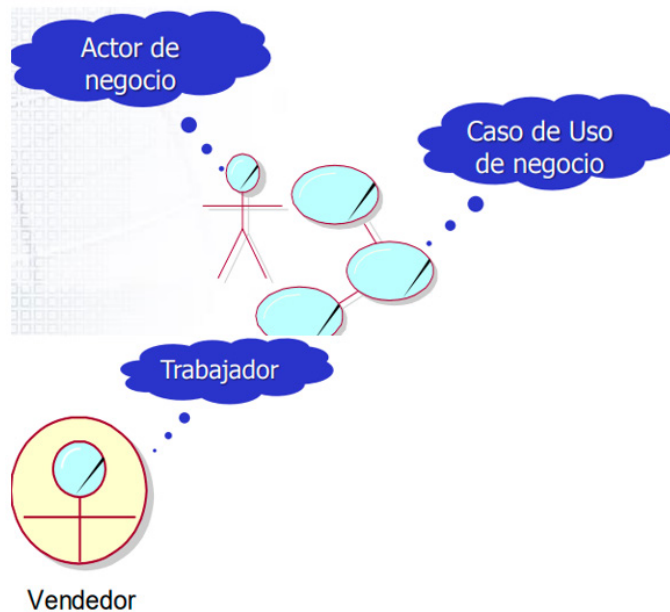 Actor de
negocio
Caso de Uso
de negocio
Trabajador
Vendedor